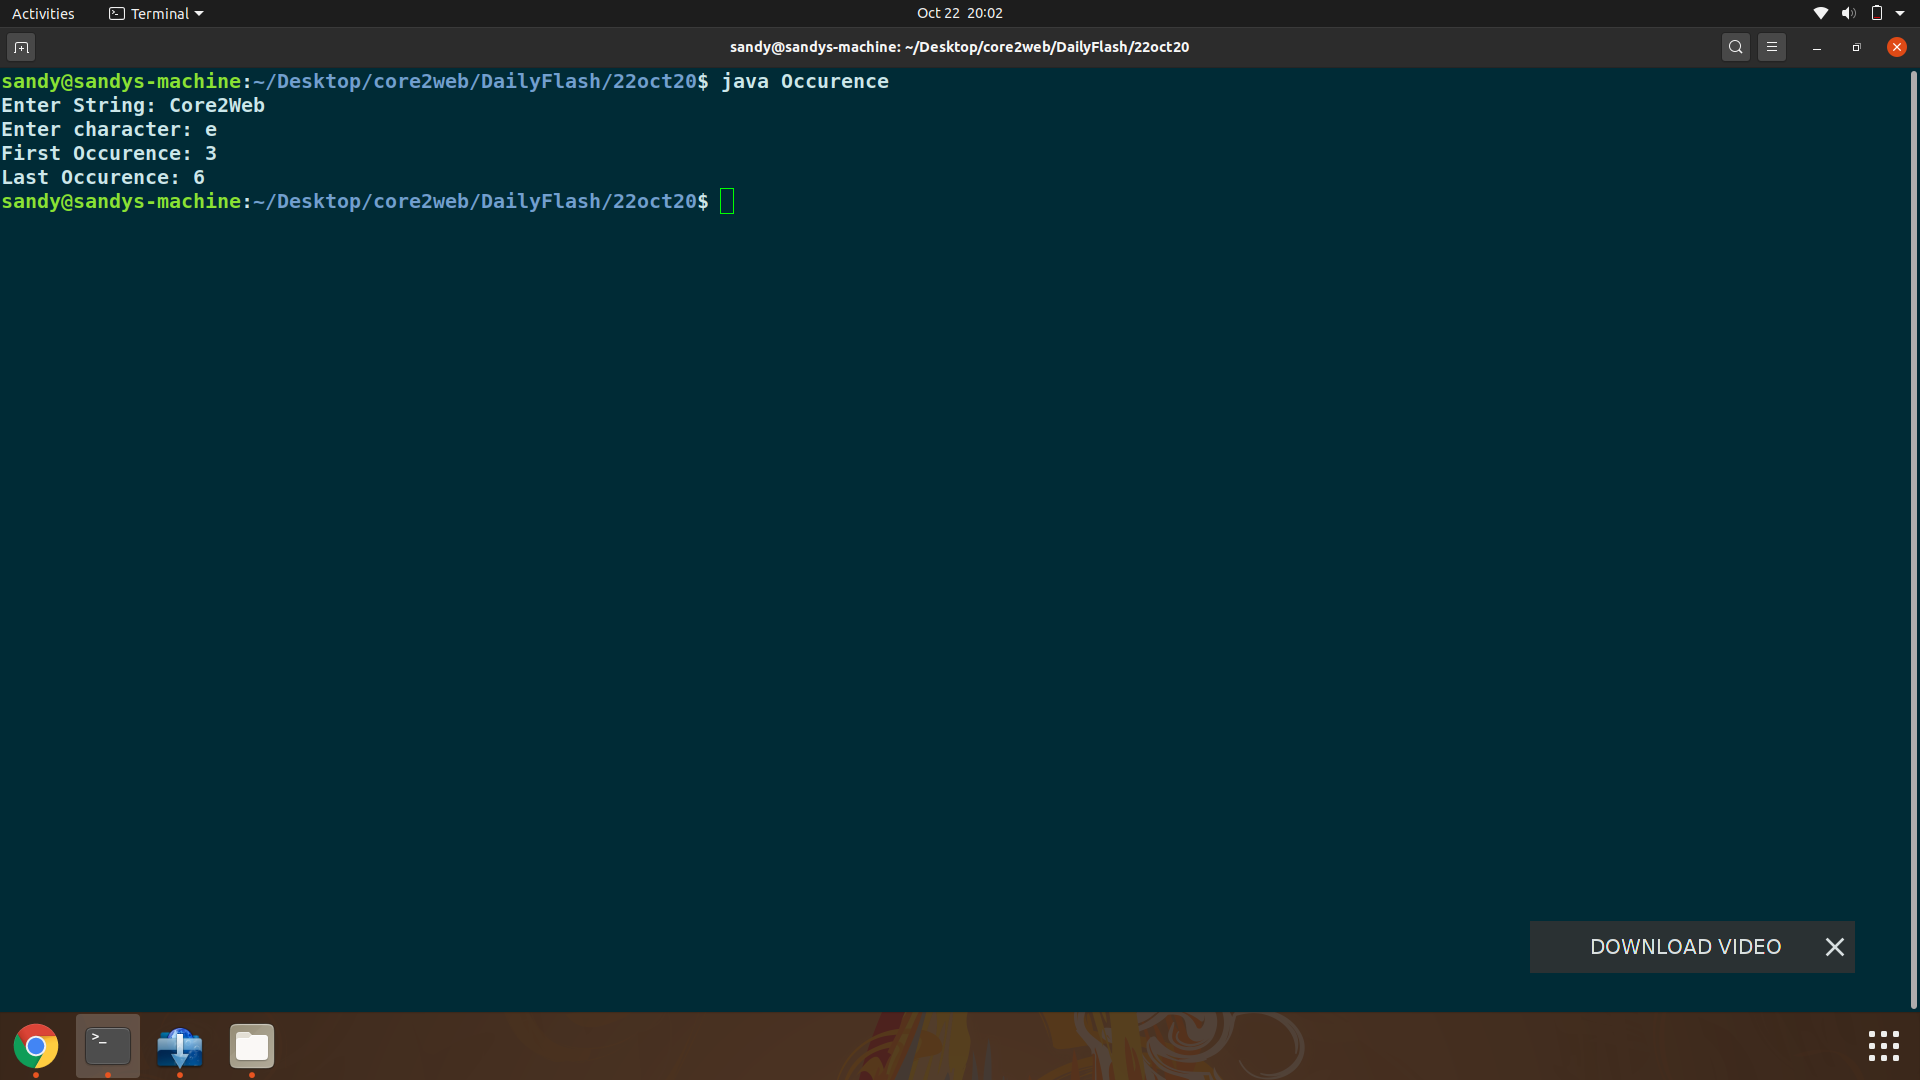 Activities Terminal Oct 22 20:02
sandy@sandys-machine: ~/Desktop/core2web/DailyFlash/22oct20
sandy@sandys-machine:~/Desktop/core2web/DailyFlash/22oct20$ java Occurence
Enter String: Core2Web
Enter character: e
First Occurence: 3
Last Occurence: 6
sandy@sandys-machine:~/Desktop/core2web/DailyFlash/22oct20$
DOWNLOAD VIDEO
>_